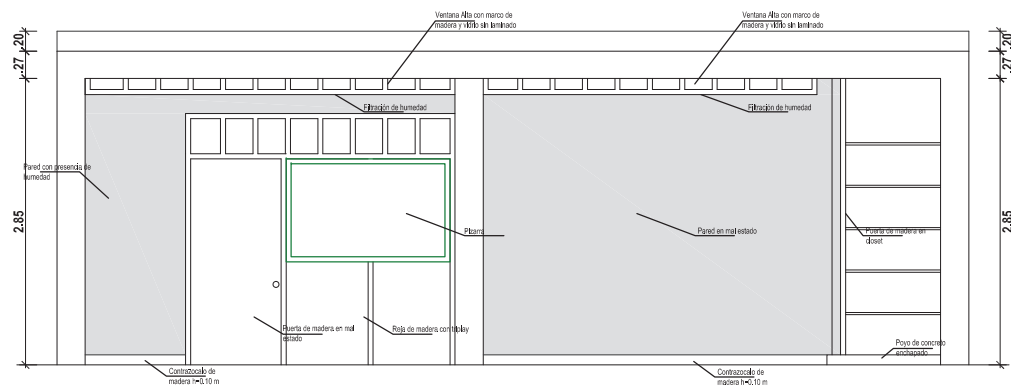 Ventana Alta con marco de
madera y vidrio sin laminado
Ventana Alta con marco de
madera y vidrio sin laminado
.20
.20
.27
.27
Filtración de humedad
Filtración de humedad
Pared con presencia de
humedad
2.85
Pizarra
Pared en mal estado
Puerta de madera en
closet
2.85
Puerta de madera en mal
estado
Reja de madera con triplay
Poyo de concreto
enchapado
Contrazocalo de
madera h=0.10 m
Contrazocalo de
madera h=0.10 m